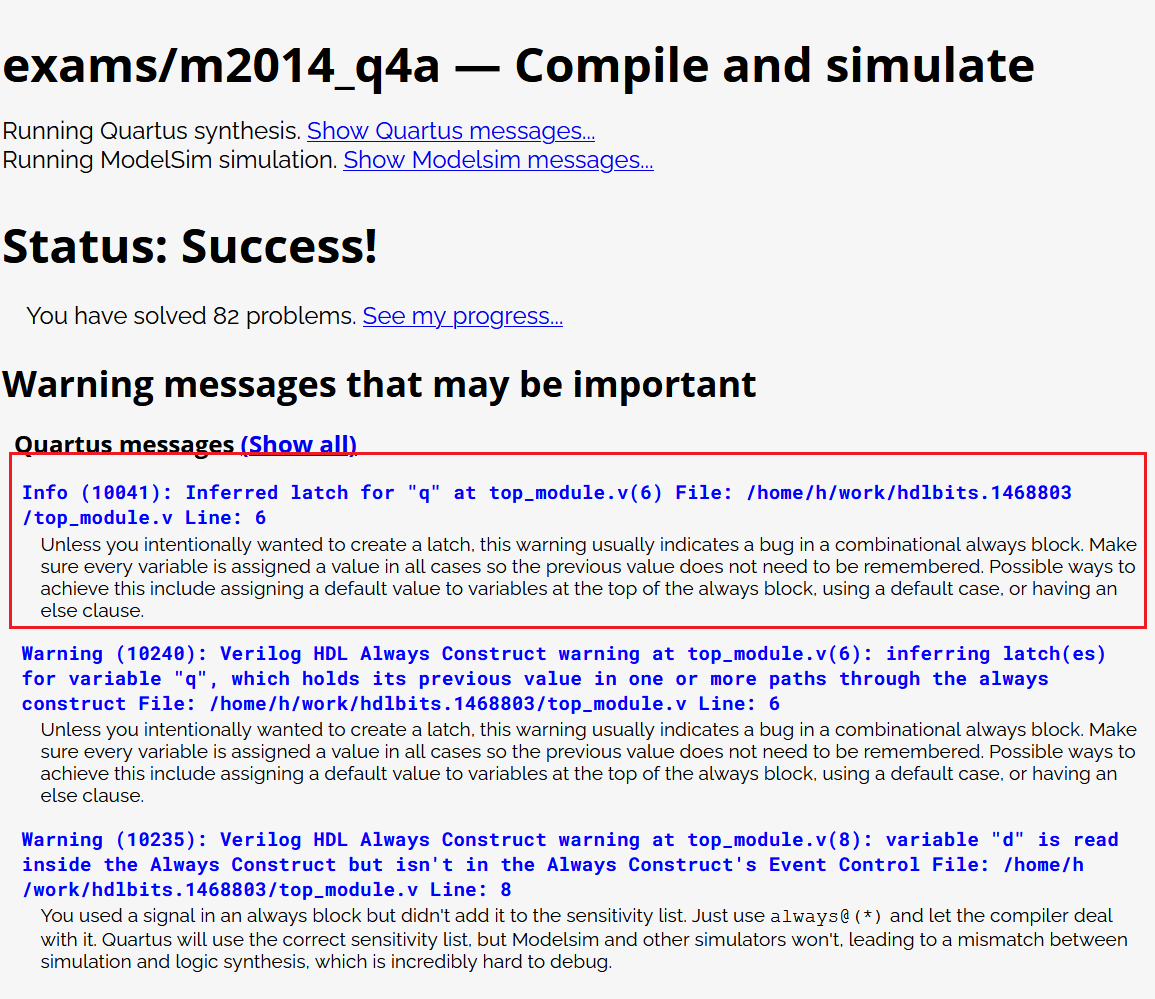 exams/m2014_q4a — Compile and simulate
Running Quartus synthesis. Show Quartus messages...
Running ModelSim simulation. Show Modelsim messages...
Status: Success!
You have solved 82 problems. See my progress...
Warning messages that may be important
Quartus messages (Show all)
Info (10041): Inferred latch for "q" at top_module.v(6) File: /home/h/work/hdlbits.1468803
/top_module.v Line: 6
Unless you intentionally wanted to create a latch, this warning usually indicates a bug in a combinational always block. Make
sure every variable is assigned a value in all cases so the previous value does not need to be remembered. Possible ways to
achieve this include assigning a default value to variables at the top of the always block, using a default case, or having an
else clause.
Warning (10240): Verilog HDL Always Construct warning at top_module.v(6): inferring latch(es)
for variable "q", which holds its previous value in one or more paths through the always
construct File: /home/h/work/hdlbits.1468803/top_module.v Line: 6
Unless you intentionally wanted to create a latch, this warning usually indicates a bug in a combinational always block. Make
sure every variable is assigned a value in all cases so the previous value does not need to be remembered. Possible ways to
achieve this include assigning a default value to variables at the top of the always block, using a default case, or having an
else clause.
Warning (10235): Verilog HDL Always Construct warning at top_module.v(8): variable "d" is read
inside the Always Construct but isn't in the Always Construct's Event Control File: /home/h
/work/hdlbits.1468803/top_module.v Line: 8
You used a signal in an always block but didn't add it to the sensitivity list. Just use always@(*) and let the compiler deal
with it. Quartus will use the correct sensitivity list, but Modelsim and other simulators won't, leading to a mismatch between
simulation and logic synthesis, which is incredibly hard to debug.